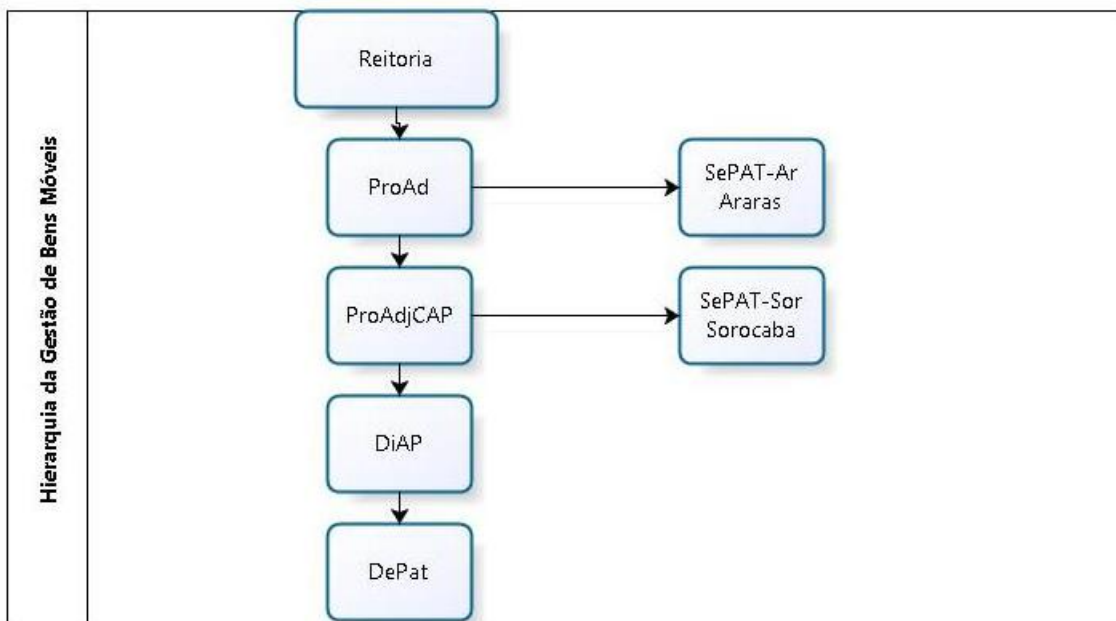 Hierarquia da Gestão de Bens Móveis
Reitoria
ProAd
SePAT-Ar
Araras
ProAdjCAP
SePAT-Sor
Sorocaba
DiAP
DePat